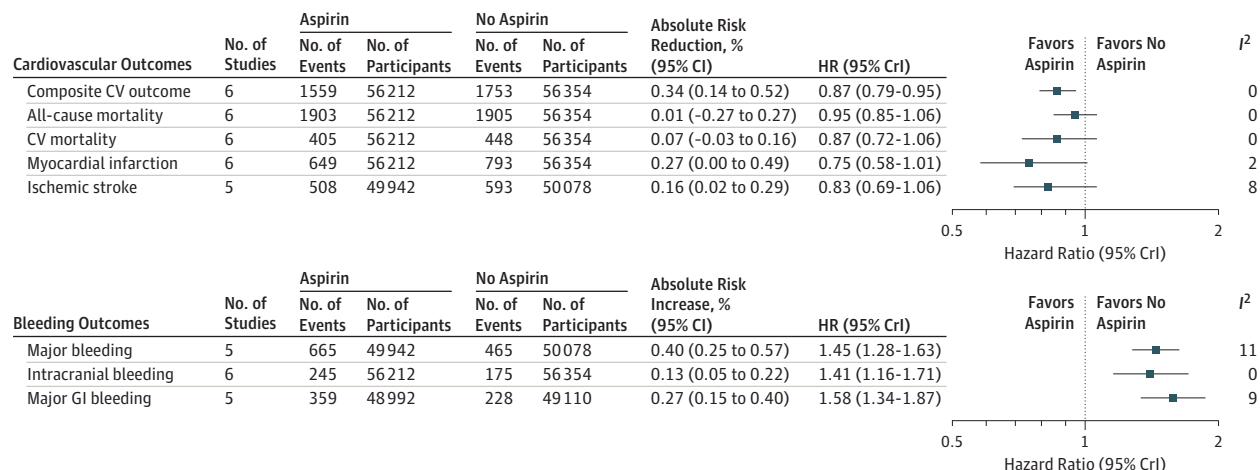 Aspirin No Aspirin Absolute Risk
No. of No. of No. of No. of No. of Reduction, % Favors Favors No I²
Cardiovascular Outcomes Studies Events Participants Events Participants (95% CI) HR (95% CrI) Aspirin Aspirin
Composite CV outcome 6 1559 56212 1753 56354 0.34 (0.14 to 0.52) 0.87 (0.79-0.95) 0
All-cause mortality 6 1903 56212 1905 56354 0.01 (-0.27 to 0.27) 0.95 (0.85-1.06) 0
CV mortality 6 405 56212 448 56354 0.07 (-0.03 to 0.16) 0.87 (0.72-1.06) 0
Myocardial infarction 6 649 56212 793 56354 0.27 (0.00 to 0.49) 0.75 (0.58-1.01) 2
Ischemic stroke 5 508 49942 593 50078 0.16 (0.02 to 0.29) 0.83 (0.69-1.06) 8
0.5 1 2
Hazard Ratio (95% CrI)
Aspirin No Aspirin Absolute Risk
No. of No. of No. of No. of No. of Increase, % Favors Favors No I²
Bleeding Outcomes Studies Events Participants Events Participants (95% CI) HR (95% CrI) Aspirin Aspirin
Major bleeding 5 665 49942 465 50078 0.40 (0.25 to 0.57) 1.45 (1.28-1.63) 11
Intracranial bleeding 6 245 56212 175 56354 0.13 (0.05 to 0.22) 1.41 (1.16-1.71) 0
Major GI bleeding 5 359 48992 228 49110 0.27 (0.15 to 0.40) 1.58 (1.34-1.87) 9
0.5 1 2
Hazard Ratio (95% CrI)